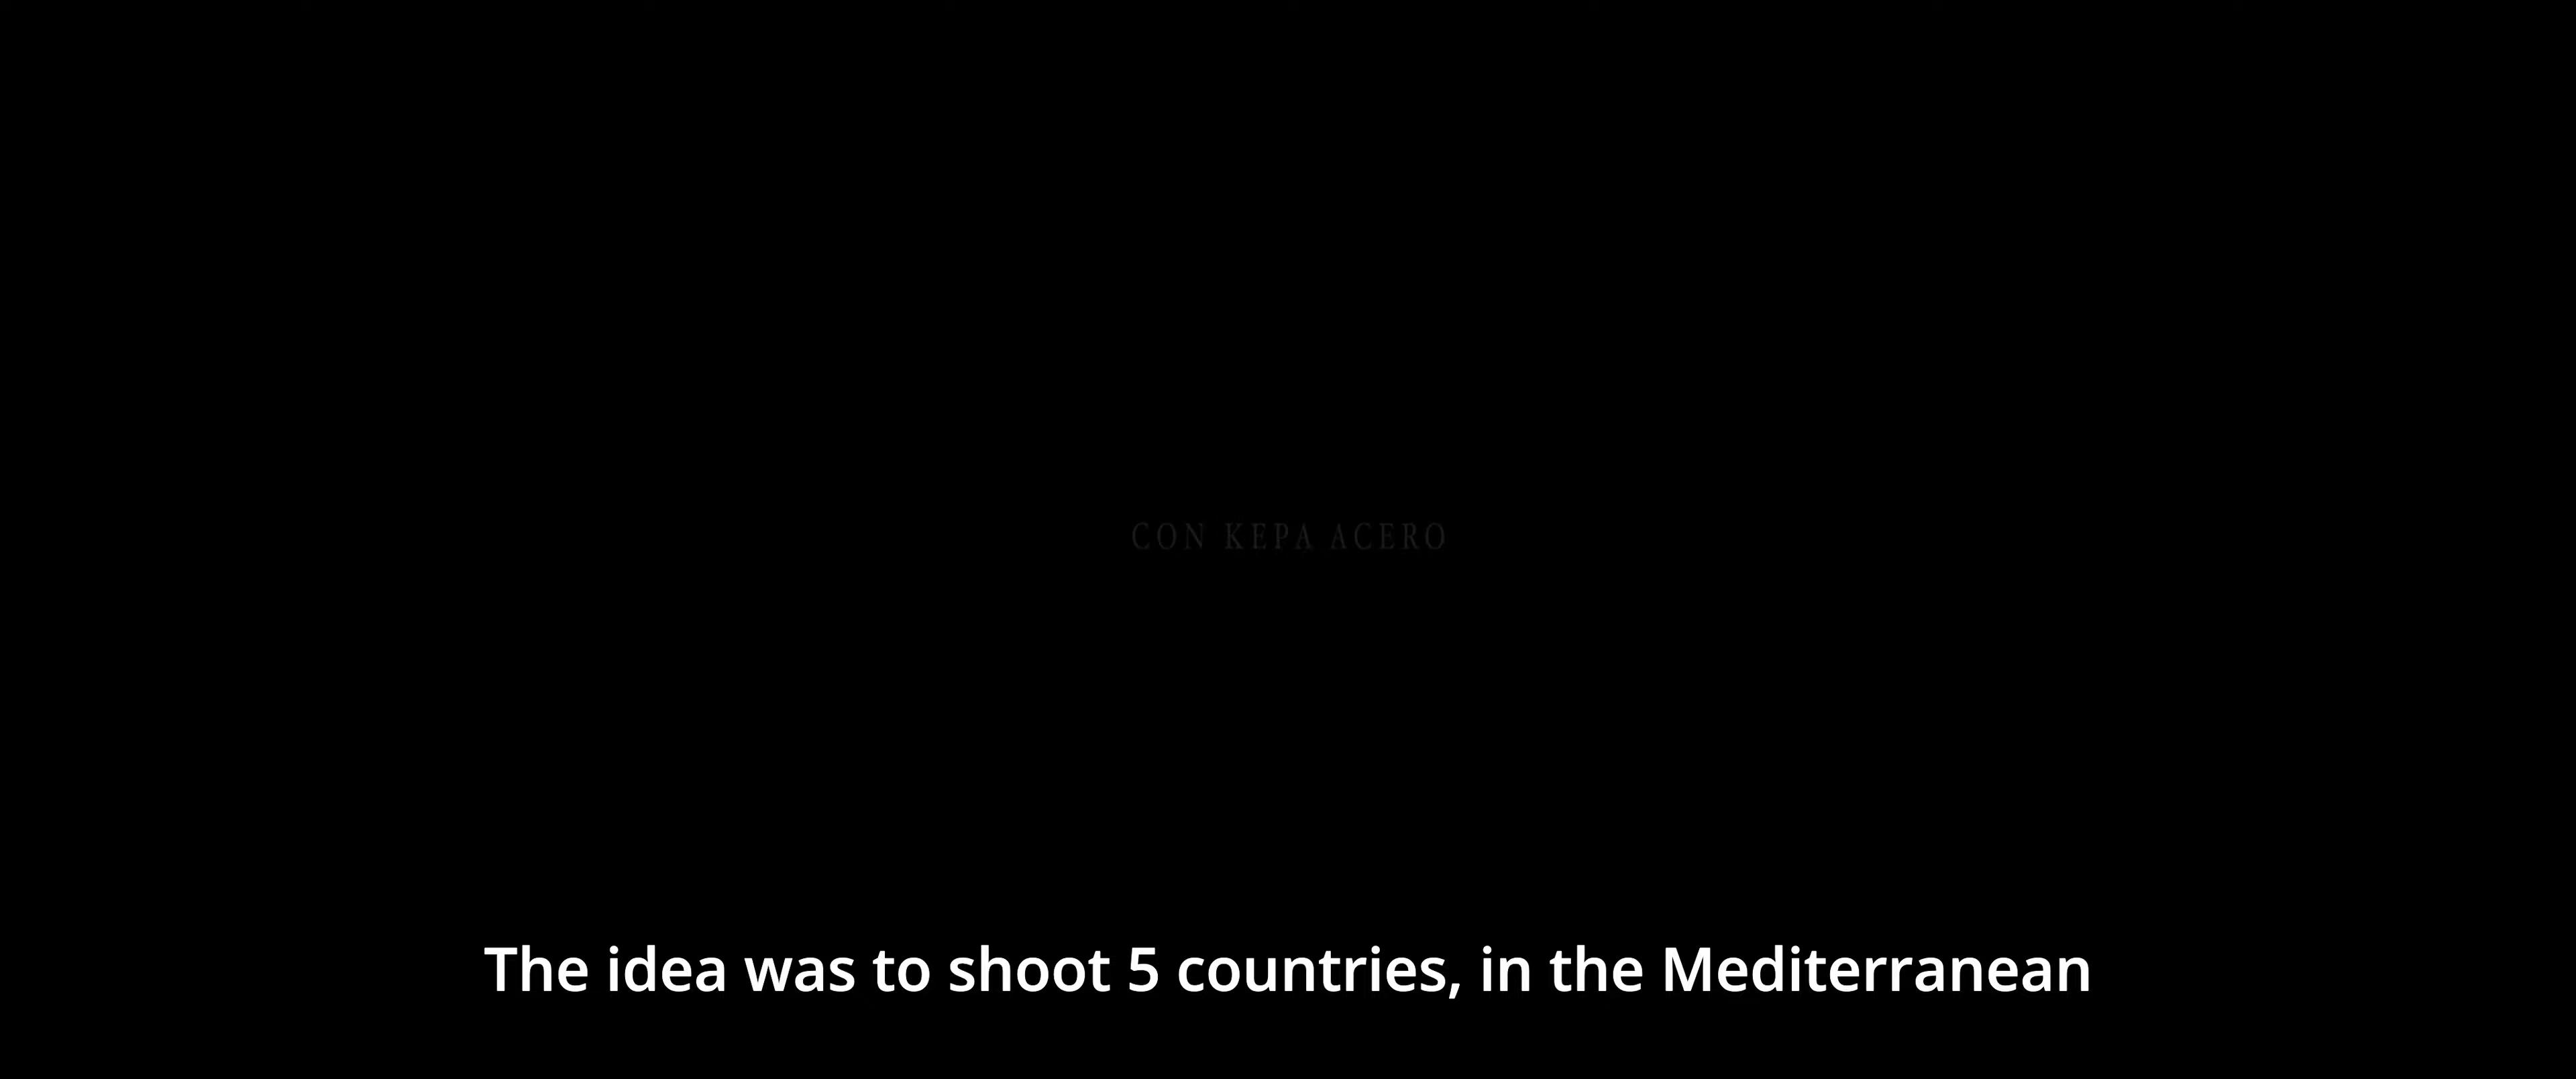 CON KEPA ACERO
The idea was to shoot 5 countries, in the Mediterranean